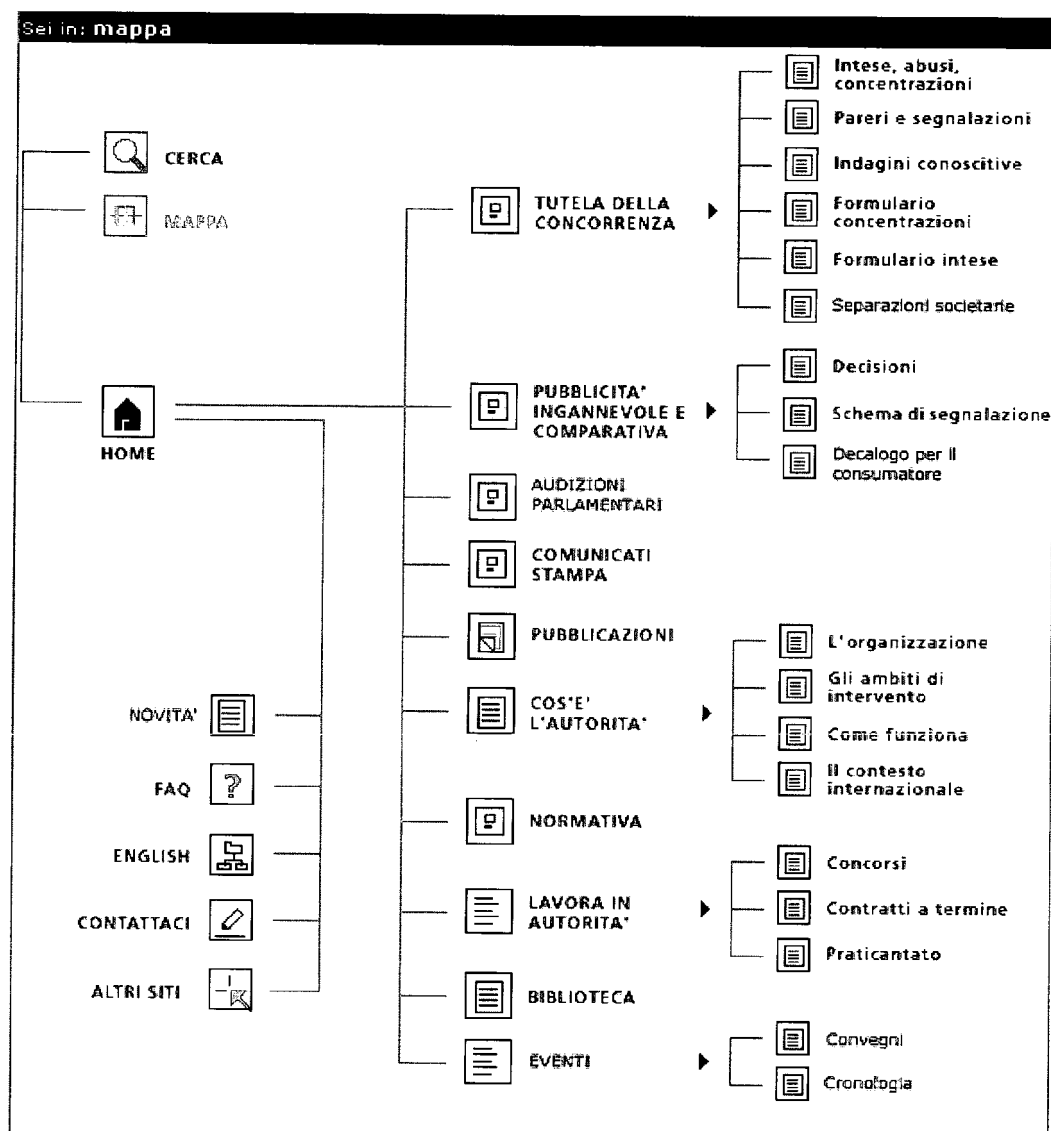 Sei in: mappa
CERCA
MAPPA
HOME
NOVITA'
FAQ
ENGLISH
CONTATTACI
ALTRI SITI
TUTELA DELLA
CONCORRENZA
Intese, abusi,
concentrazioni
Pareri e segnalazioni
Indagini conoscitive
Formulario
concentrazioni
Formulario intese
Separazioni societarie
PUBBLICITA'
INGANNEVOLE E
COMPARATIVA
Decisioni
Schema di segnalazione
Decalogo per il
consumatore
AUDIZIONI
PARLAMENTARI
COMUNICATI
STAMPA
PUBBLICAZIONI
COS'E'
L'AUTORITA'
L'organizzazione
Gli ambiti di
intervento
Come funziona
Il contesto
internazionale
NORMATIVA
LAVORA IN
AUTORITA'
Concorsi
Contratti a termine
Praticantato
BIBLIOTECA
EVENTI
Convegni
Cronologia